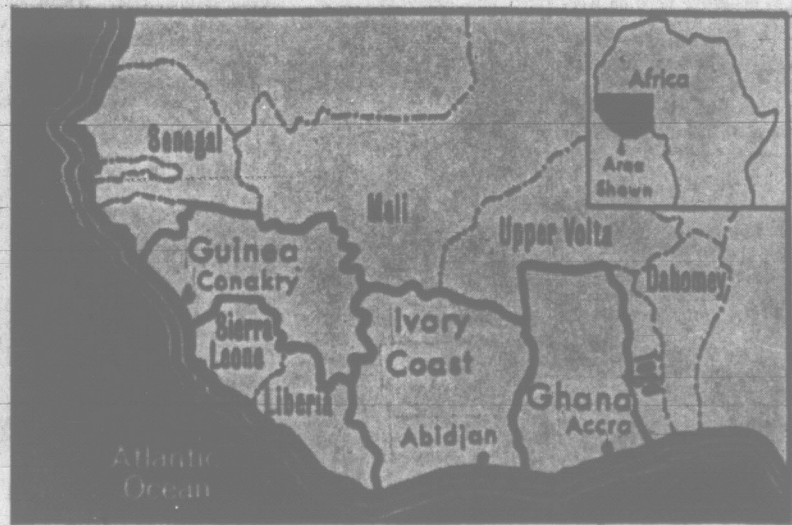 Africa
Area
Shown
Senegal
Mali
Upper Volta
Guinea
'Conakry'
Dahomey
Sierra
Leone
Ivory
Coast
Togo
Liberia
Ghana
Accra
Abidjan
Atlantic
Ocean